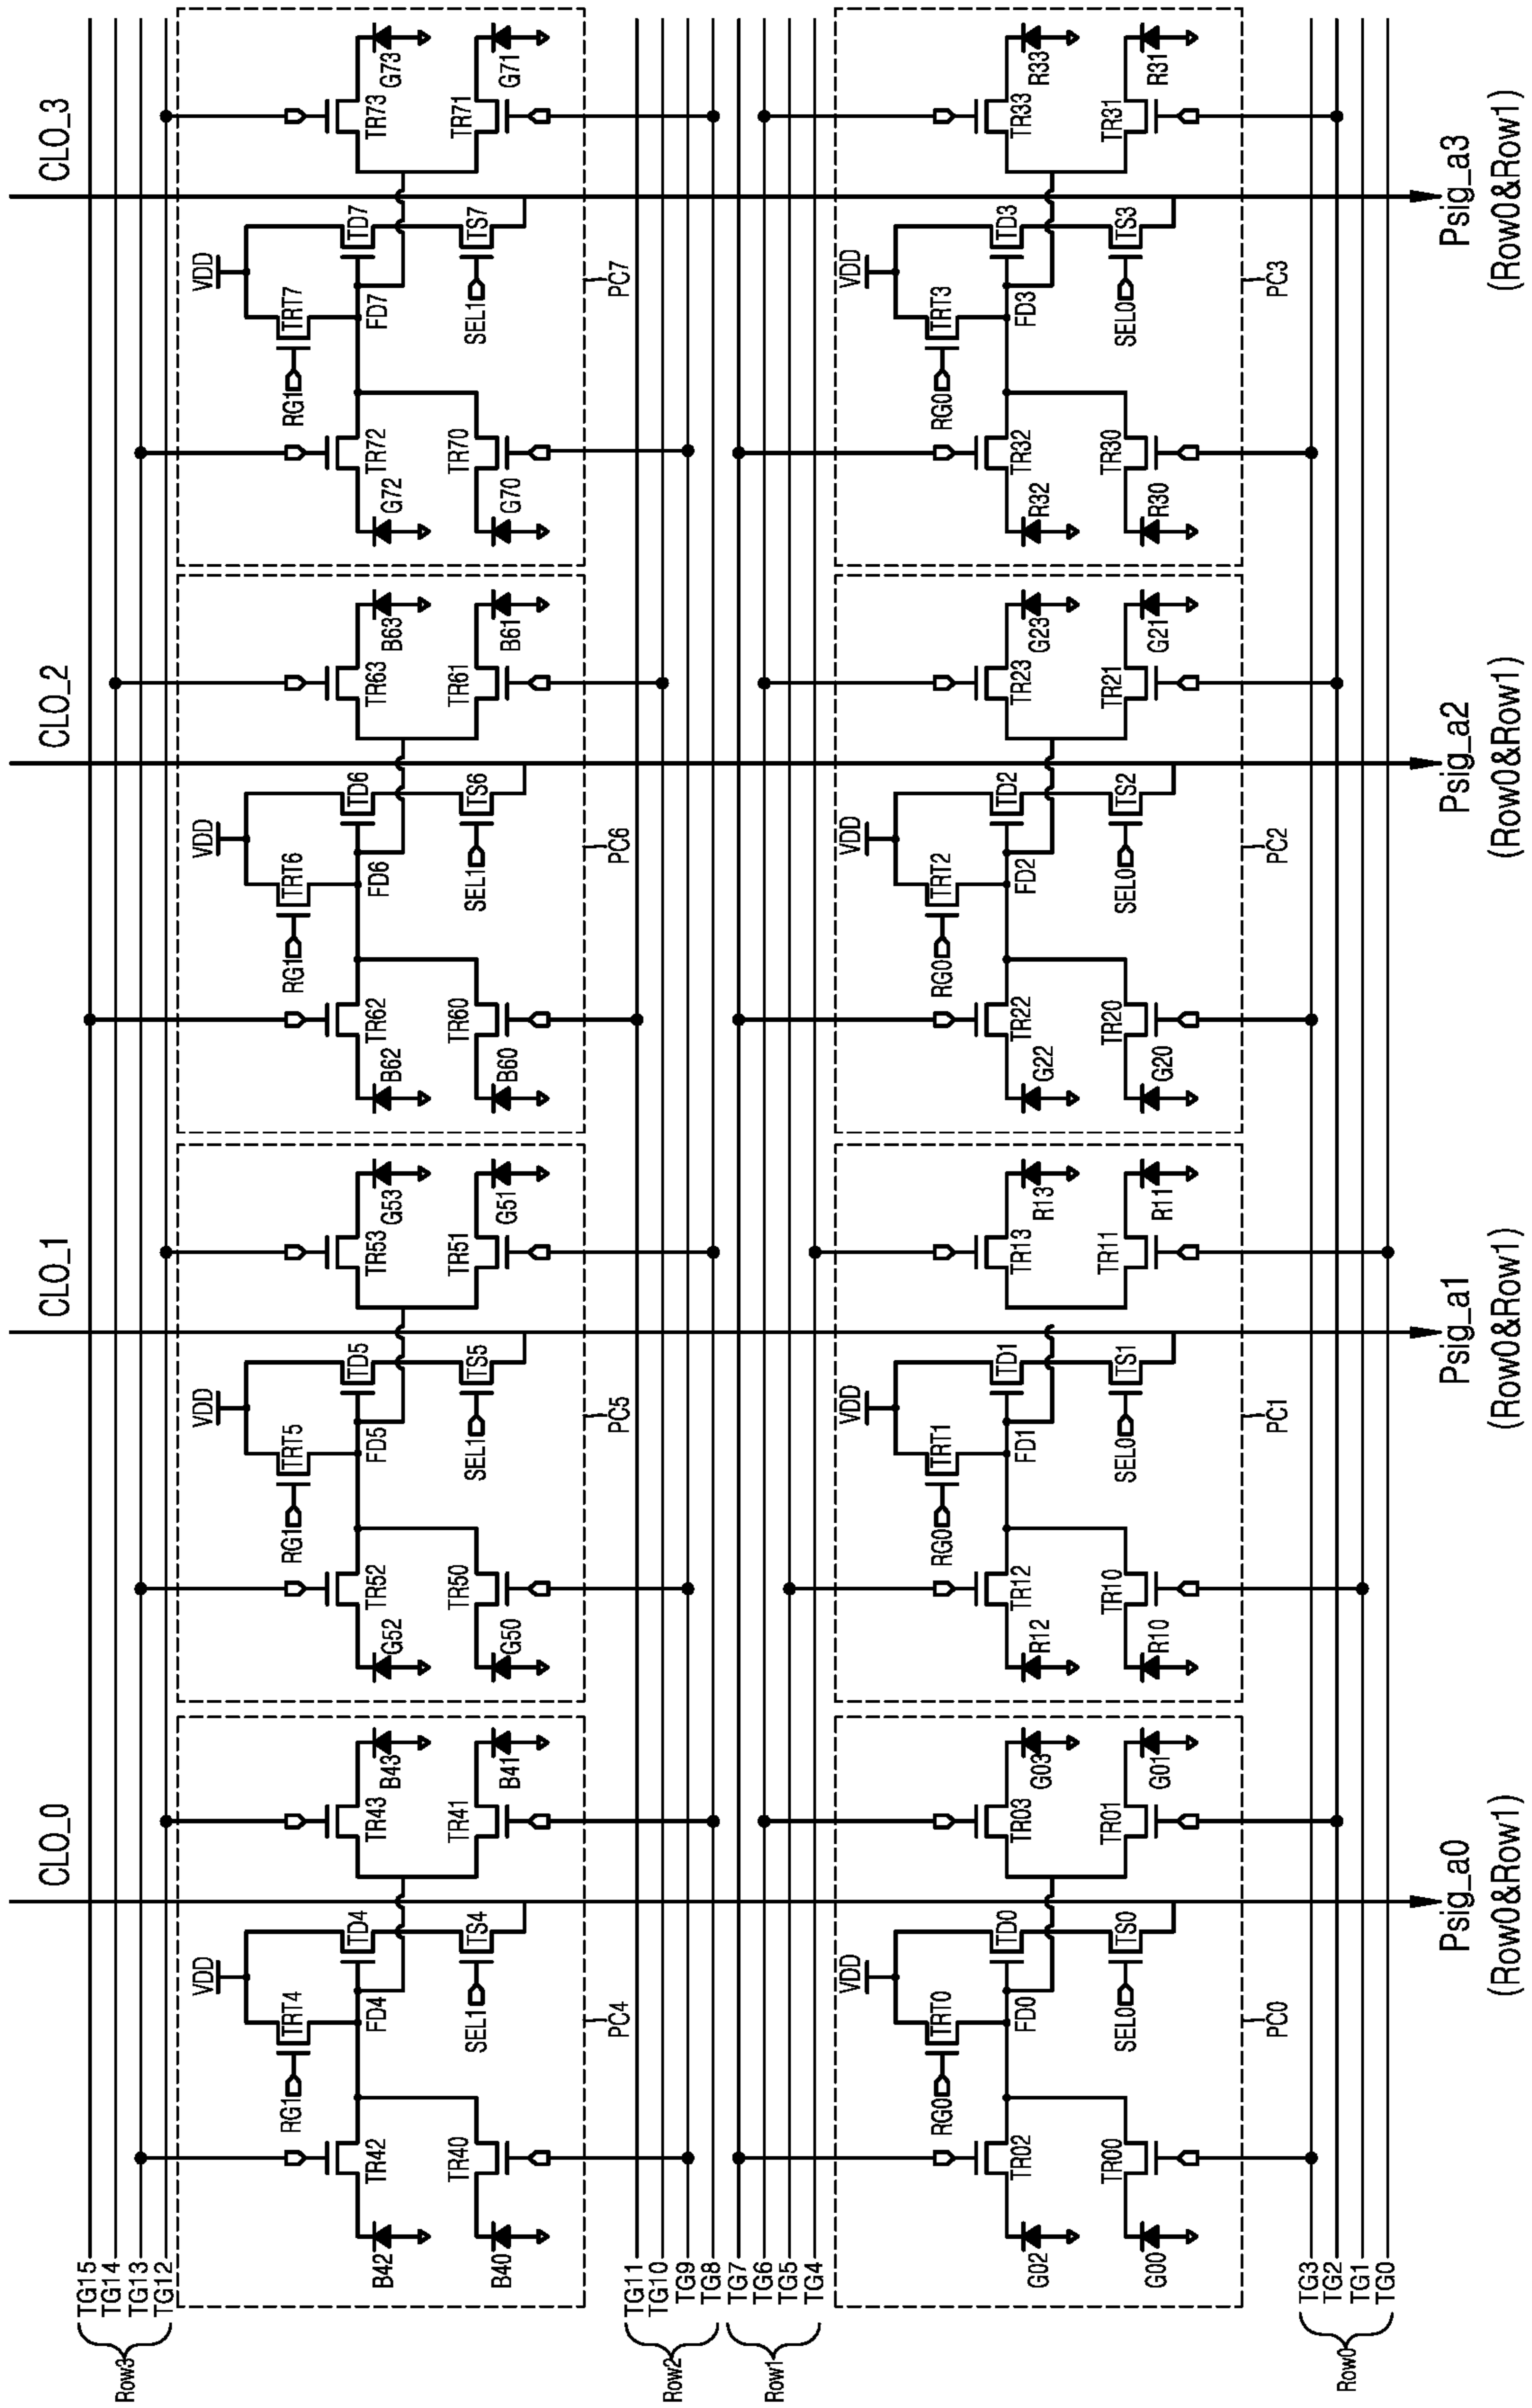 CLO_0
CLO_1
CLO_2
CLO_3
Row3
TG15
TG14
TG13
TG12
VDD
VDD
VDD
VDD
RG1
TRT4
TD4
TR42
TR43
B42
B43
FD4
SEL1
TS4
TR40
TR41
B40
B41
PC4
RG1
TRT5
TD5
TR52
TR53
G52
G53
FD5
SEL1
TS5
TR50
TR51
G50
G51
PC5
RG1
TRT6
TD6
TR62
TR63
B62
B63
FD6
SEL1
TS6
TR60
TR61
B60
B61
PC6
RG1
TRT7
TD7
TR72
TR73
G72
G73
FD7
SEL1
TS7
TR70
TR71
G70
G71
PC7
Row2
TG11
TG10
TG9
TG8
Row1
TG7
TG6
TG5
TG4
VDD
VDD
VDD
VDD
RG0
TRT0
TD0
TR02
TR03
G02
G03
FD0
SEL0
TS0
TR00
TR01
G00
G01
PC0
RG0
TRT1
TD1
TR12
TR13
R12
R13
FD1
SEL0
TS1
TR10
TR11
R10
R11
PC1
RG0
TRT2
TD2
TR22
TR23
G22
G23
FD2
SEL0
TS2
TR20
TR21
G20
G21
PC2
RG0
TRT3
TD3
TR32
TR33
R32
R33
FD3
SEL0
TS3
TR30
TR31
R30
R31
PC3
Row0
TG3
TG2
TG1
TG0
Psig_a0
(Row0&Row1)
Psig_a1
(Row0&Row1)
Psig_a2
(Row0&Row1)
Psig_a3
(Row0&Row1)